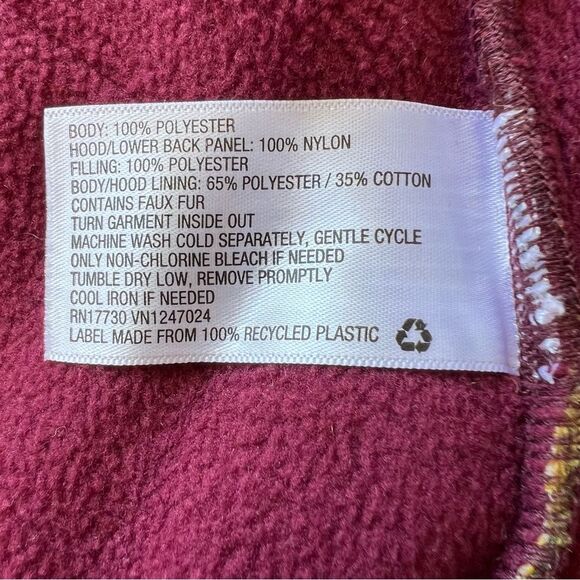 BODY: 100% POLYESTER
HOOD/LOWER BACK PANEL: 100% NYLON
FILLING: 100% POLYESTER
BODY/HOOD LINING: 65% POLYESTER / 35% COTTON
CONTAINS FAUX FUR
TURN GARMENT INSIDE OUT
MACHINE WASH COLD SEPARATELY, GENTLE CYCLE
ONLY NON-CHLORINE BLEACH IF NEEDED
TUMBLE DRY LOW, REMOVE PROMPTLY
COOL IRON IF NEEDED
RN17730 VN1247024
LABEL MADE FROM 100% RECYCLED PLASTIC